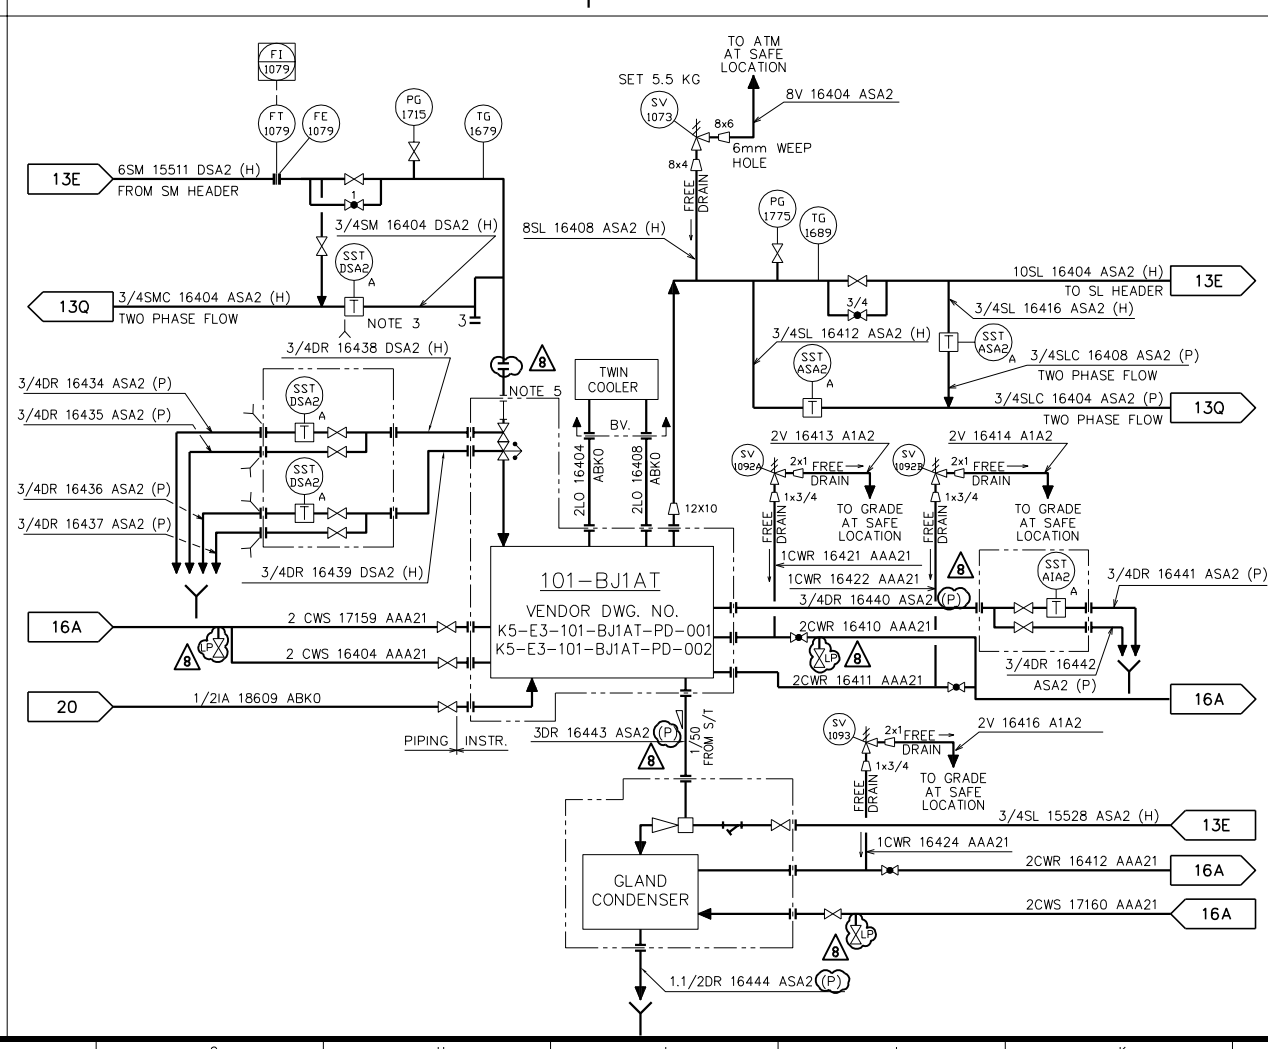 TO ATM
AT SAFE
LOCATION
FI
1079
SET 5.5 KG
8V 16404 ASA2
SV
1073
PG
1715
FT
1079
FE
1079
TG
1679
8x6
6mm WEEP
HOLE
8x4
FREE
DRAIN
13E
6SM 15511 DSA2 (H)
FROM SM HEADER
1
PG
1775
TG
1689
3/4SM 16404 DSA2 (H)
8SL 16408 ASA2 (H)
SST
DSA2
A
10SL 16404 ASA2 (H)
TO SL HEADER
13E
13Q
3/4SMC 16404 ASA2 (H)
TWO PHASE FLOW
NOTE 3
3
3/4
3/4SL 16416 ASA2 (H)
3/4SL 16412 ASA2 (H)
SST
ASA2
A
3/4DR 16438 DSA2 (H)
8
3/4SLC 16408 ASA2 (P)
TWO PHASE FLOW
SST
ASA2
A
TWIN
COOLER
NOTE 5
3/4DR 16434 ASA2 (P)
SST
DSA2
A
3/4DR 16435 ASA2 (P)
3/4SLC 16404 ASA2 (P)
TWO PHASE FLOW
13Q
BV.
2V 16413 A1A2
2V 16414 A1A2
SV
1092A
2x1
FREE
DRAIN
SV
1092B
2x1
FREE
DRAIN
2LO 16404
ABK0
2LO 16408
ABK0
SST
DSA2
A
3/4DR 16436 ASA2 (P)
3/4DR 16437 ASA2 (P)
1x3/4
1x3/4
12X10
TO GRADE
AT SAFE
LOCATION
TO GRADE
AT SAFE
LOCATION
FREE
DRAIN
FREE
DRAIN
3/4DR 16439 DSA2 (H)
1CWR 16421 AAA21
1CWR 16422 AAA21
8
SST
A1A2
A
3/4DR 16441 ASA2 (P)
101-BJ1AT
VENDOR DWG. NO.
K5-E3-101-BJ1AT-PD-001
K5-E3-101-BJ1AT-PD-002
3/4DR 16440 ASA2 (P)
16A
2 CWS 17159 AAA21
2CWR 16410 AAA21
LP
8
2 CWS 16404 AAA21
LP
8
3/4DR 16442
ASA2 (P)
2CWR 16411 AAA21
16A
20
1/2IA 18609 ABK0
PIPING
INSTR.
3DR 16443 ASA2 (P)
8
1/50
FROM S/T
SV
1093
2x1
FREE
DRAIN
2V 16416 A1A2
1x3/4
TO GRADE
AT SAFE
LOCATION
FREE
DRAIN
3/4SL 15528 ASA2 (H)
13E
1CWR 16424 AAA21
2CWR 16412 AAA21
16A
GLAND
CONDENSER
2CWS 17160 AAA21
16A
LP
8
1.1/2DR 16444 ASA2 (P)